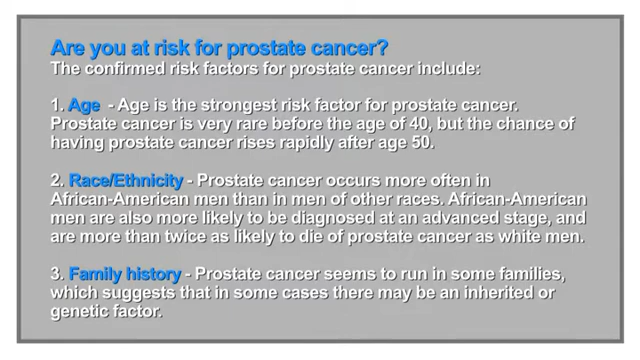 Are you at risk for prostate cancer?
The confirmed risk factors for prostate cancer include:
1. Age - Age is the strongest risk factor for prostate cancer.
Prostate cancer is very rare before the age of 40, but the chance of
having prostate cancer rises rapidly after age 50.
2. Race/Ethnicity - Prostate cancer occurs more often in
African-American men than in men of other races. African-American
men are also more likely to be diagnosed at an advanced stage, and
are more than twice as likely to die of prostate cancer as white men.
3. Family history - Prostate cancer seems to run in some families,
which suggests that in some cases there may be an inherited or
genetic factor.